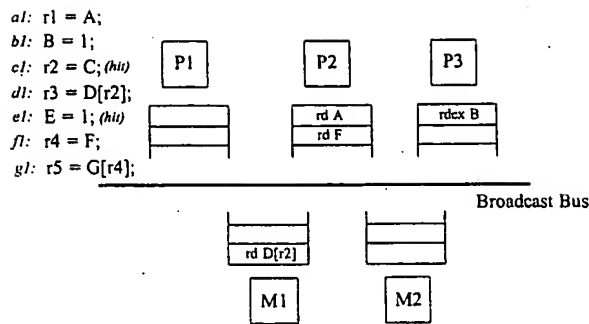 a1: r1 = A;
b1: B = 1;
c1: r2 = C; (hit)
d1: r3 = D[r2];
e1: E = 1; (hit)
f1: r4 = F;
g1: r5 = G[r4];
P1
P2
P3
rd A
rd F
rdex B
Broadcast Bus
rd D[r2]
M1
M2